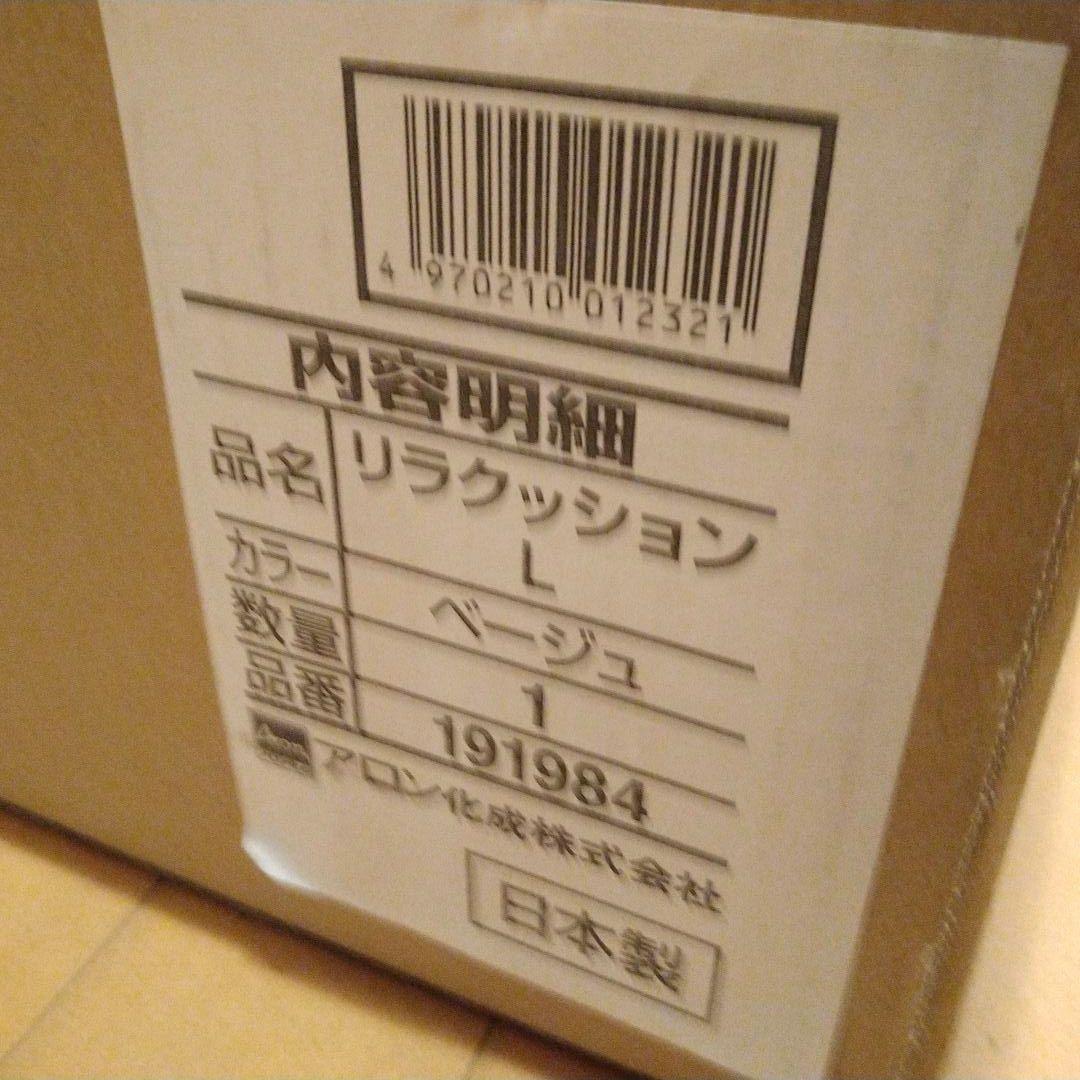 4 970210 012321
内容明細
品名 リラクッション
L
カラー ベージュ
数量 1
品番 191984
アロン化成株式会社
日本製